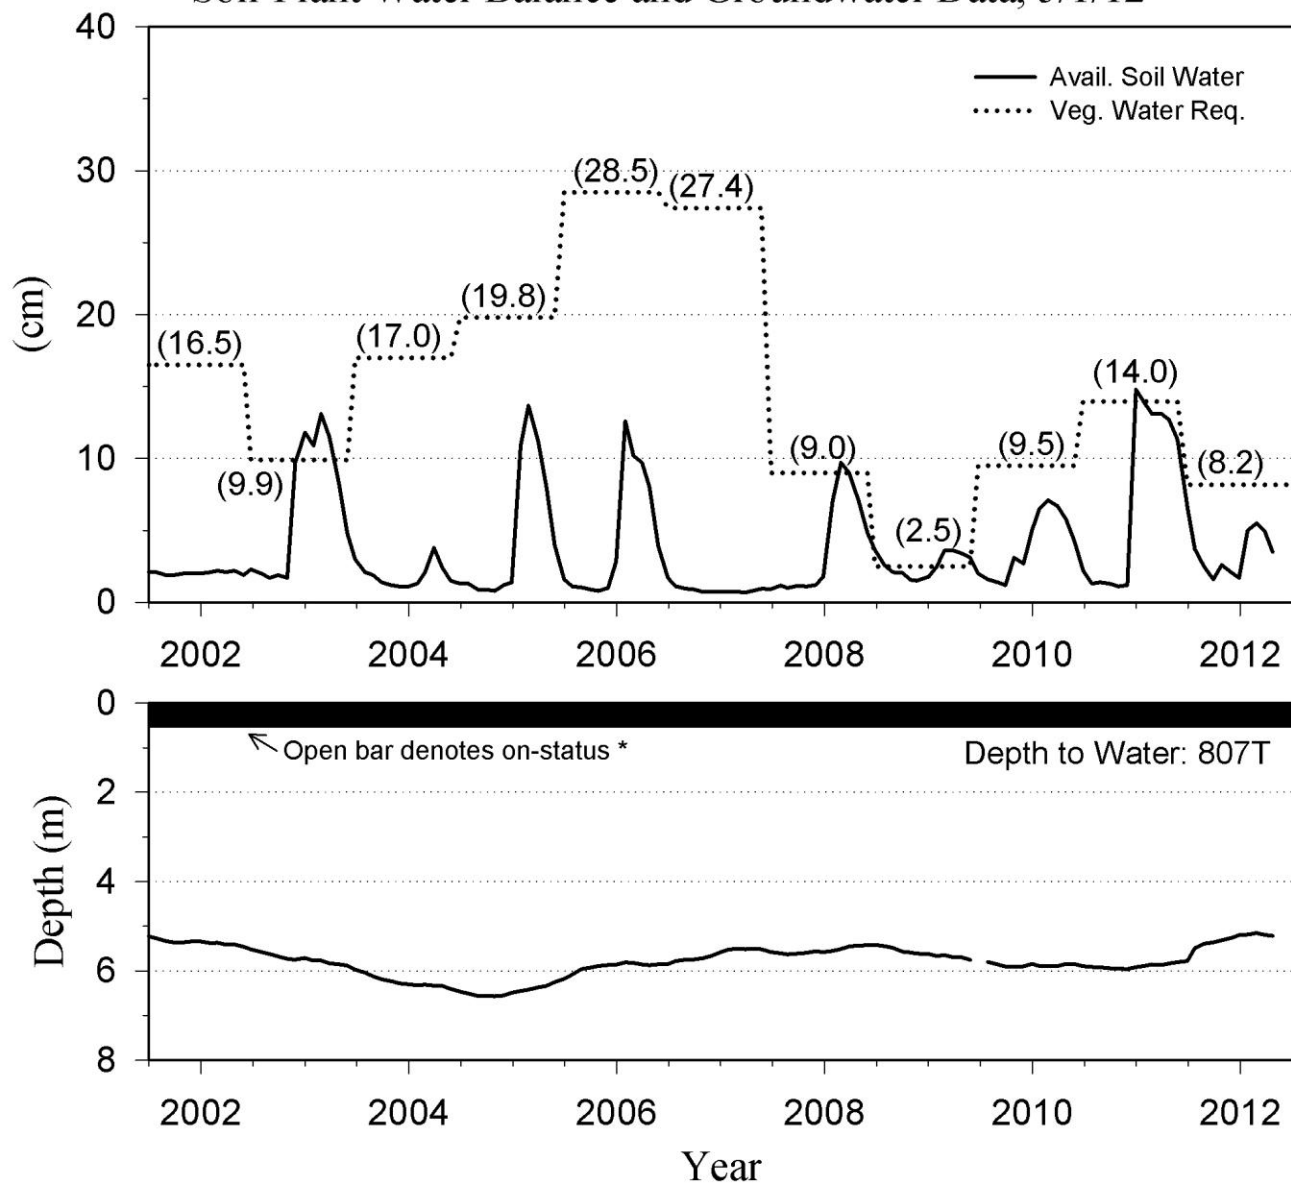 Soil Plant Water Balance and Groundwater Data, 5/1/12
40
Avail. Soil Water
Veg. Water Req.
30
(28.5)
(27.4)
(cm)
20
(19.8)
(17.0)
(16.5)
(14.0)
10
(9.9)
(9.0)
(9.5)
(8.2)
(2.5)
0
2002 2004 2006 2008 2010 2012
0
Open bar denotes on-status *
Depth to Water: 807T
2
Depth (m)
4
6
8
2002 2004 2006 2008 2010 2012
Year